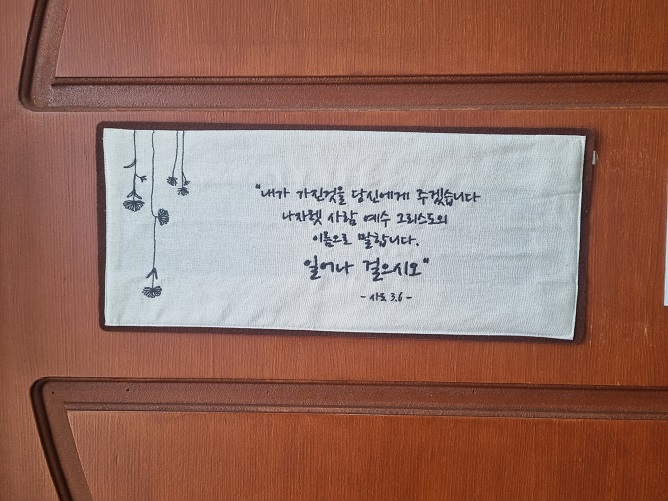 "내가 가진것을 당신에게 주겠습니다
나자렛 사람 예수 그리스도의
이름으로 말합니다.
일어나 걸으시오"
- 사도 3,6 -